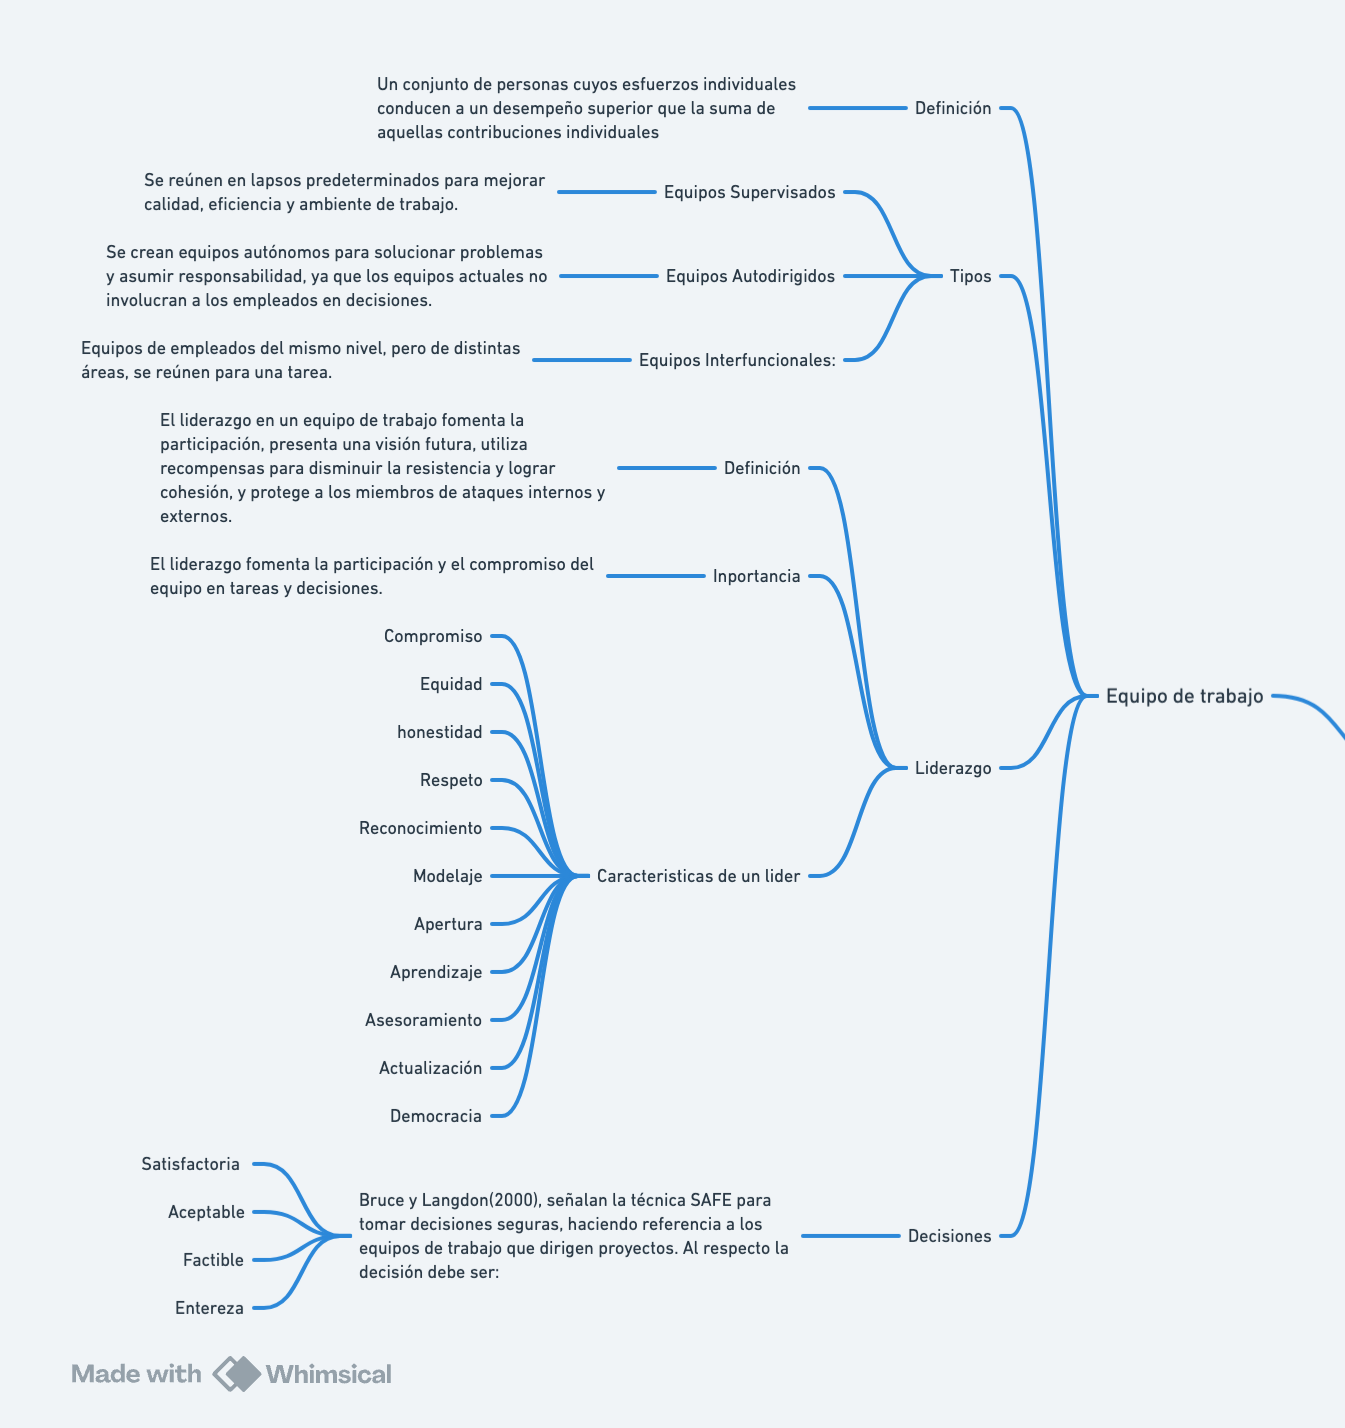 Un conjunto de personas cuyos esfuerzos individuales
conducen a un desempeño superior que la suma de
aquellas contribuciones individuales
Definición
Se reúnen en lapsos predeterminados para mejorar
calidad, eficiencia y ambiente de trabajo.
Equipos Supervisados
Se crean equipos autónomos para solucionar problemas
y asumir responsabilidad, ya que los equipos actuales no
involucran a los empleados en decisiones.
Equipos Autodirigidos
Tipos
Equipos de empleados del mismo nivel, pero de distintas
áreas, se reúnen para una tarea.
Equipos Interfuncionales:
El liderazgo en un equipo de trabajo fomenta la
participación, presenta una visión futura, utiliza
recompensas para disminuir la resistencia y lograr
cohesión, y protege a los miembros de ataques internos y
externos.
Definición
El liderazgo fomenta la participación y el compromiso del
equipo en tareas y decisiones.
Inportancia
Compromiso
Equidad
honestidad
Respeto
Reconocimiento
Modelaje
Apertura
Aprendizaje
Asesoramiento
Actualización
Democracia
Caracteristicas de un lider
Liderazgo
Equipo de trabajo
Satisfactoria
Aceptable
Factible
Entereza
Bruce y Langdon(2000), señalan la técnica SAFE para
tomar decisiones seguras, haciendo referencia a los
equipos de trabajo que dirigen proyectos. Al respecto la
decisión debe ser:
Decisiones
Made with Whimsical